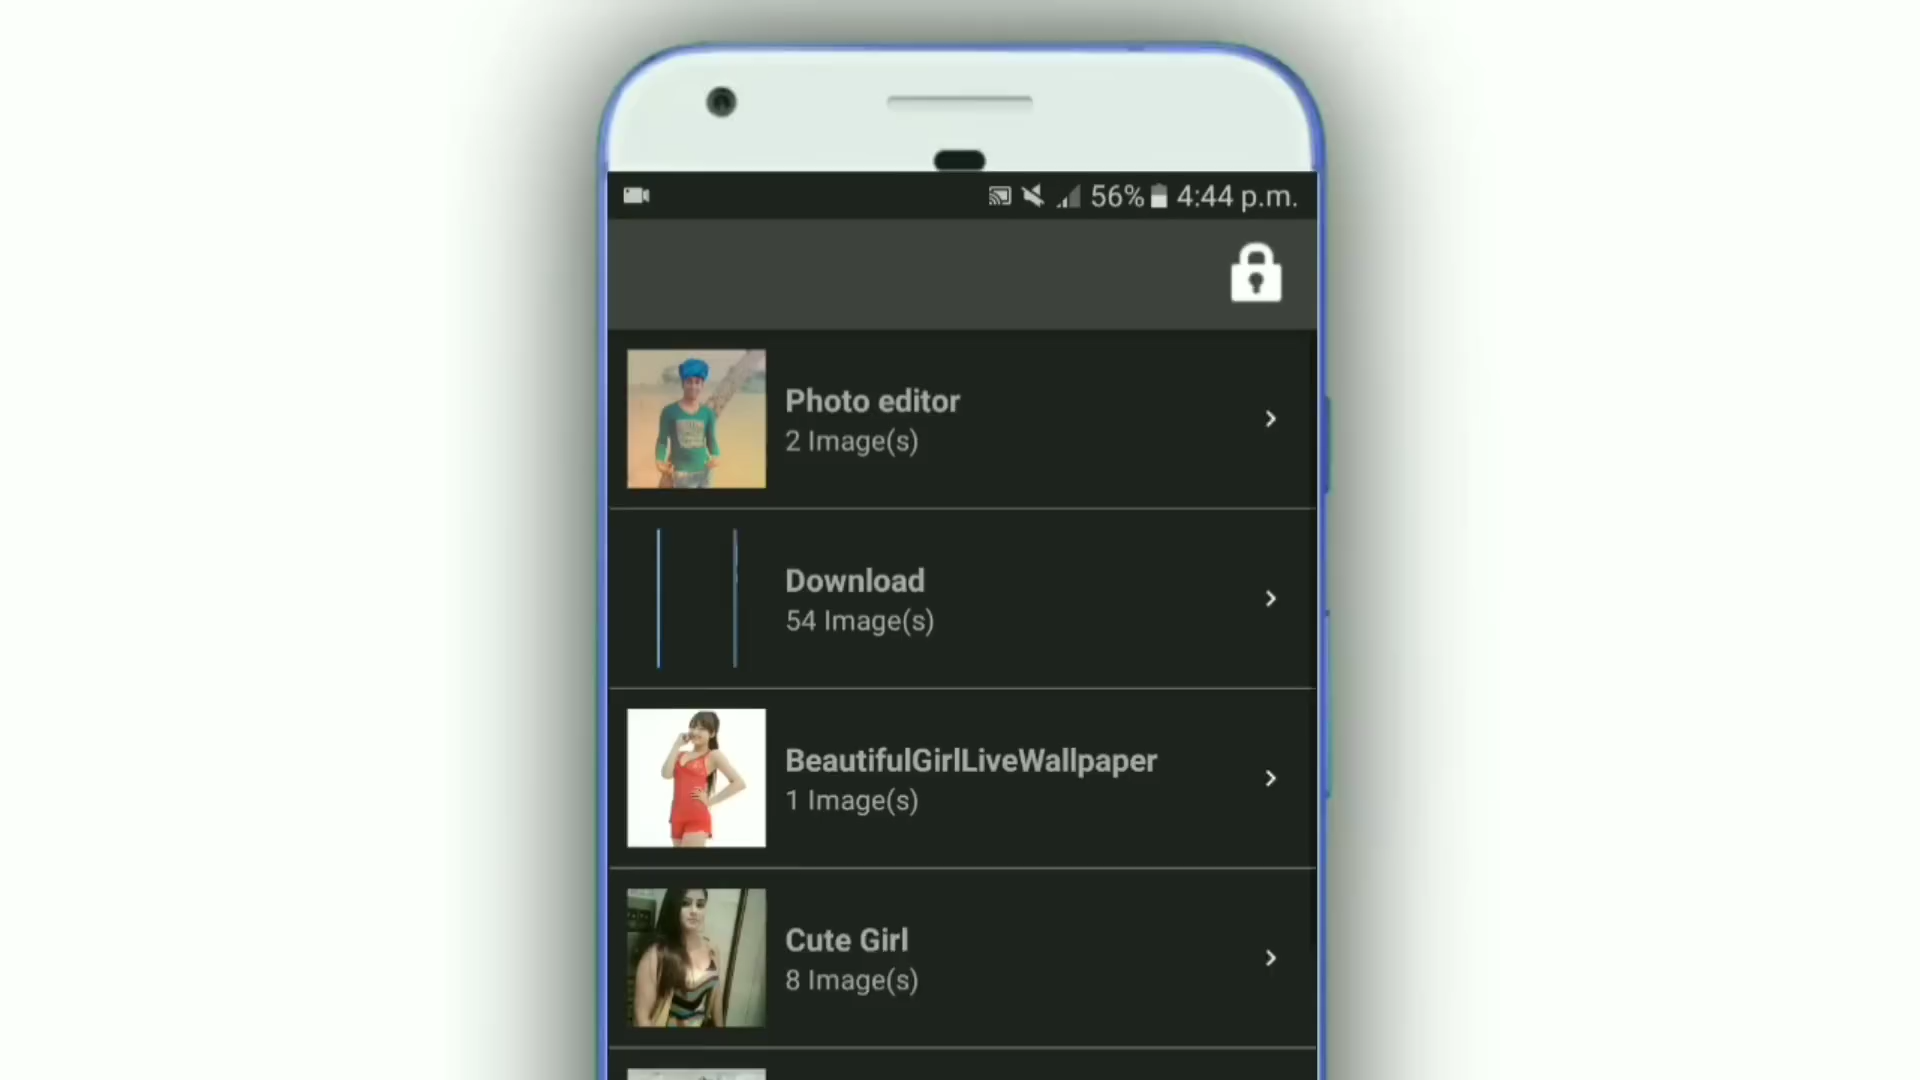 56% 4:44 p.m.
Photo editor
2 Image(s)
Download
54 Image(s)
BeautifulGirlLiveWallpaper
1 Image(s)
Cute Girl
8 Image(s)